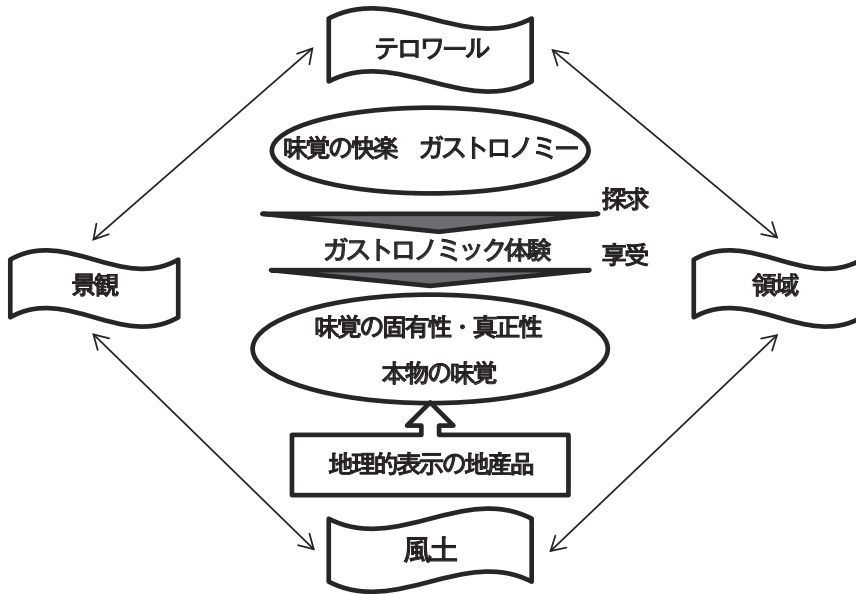 テロワール
味覚の快楽　ガストロノミー
探求
ガストロノミック体験
享受
景観
領域
味覚の固有性・真正性
本物の味覚
地理的表示の地産品
風土